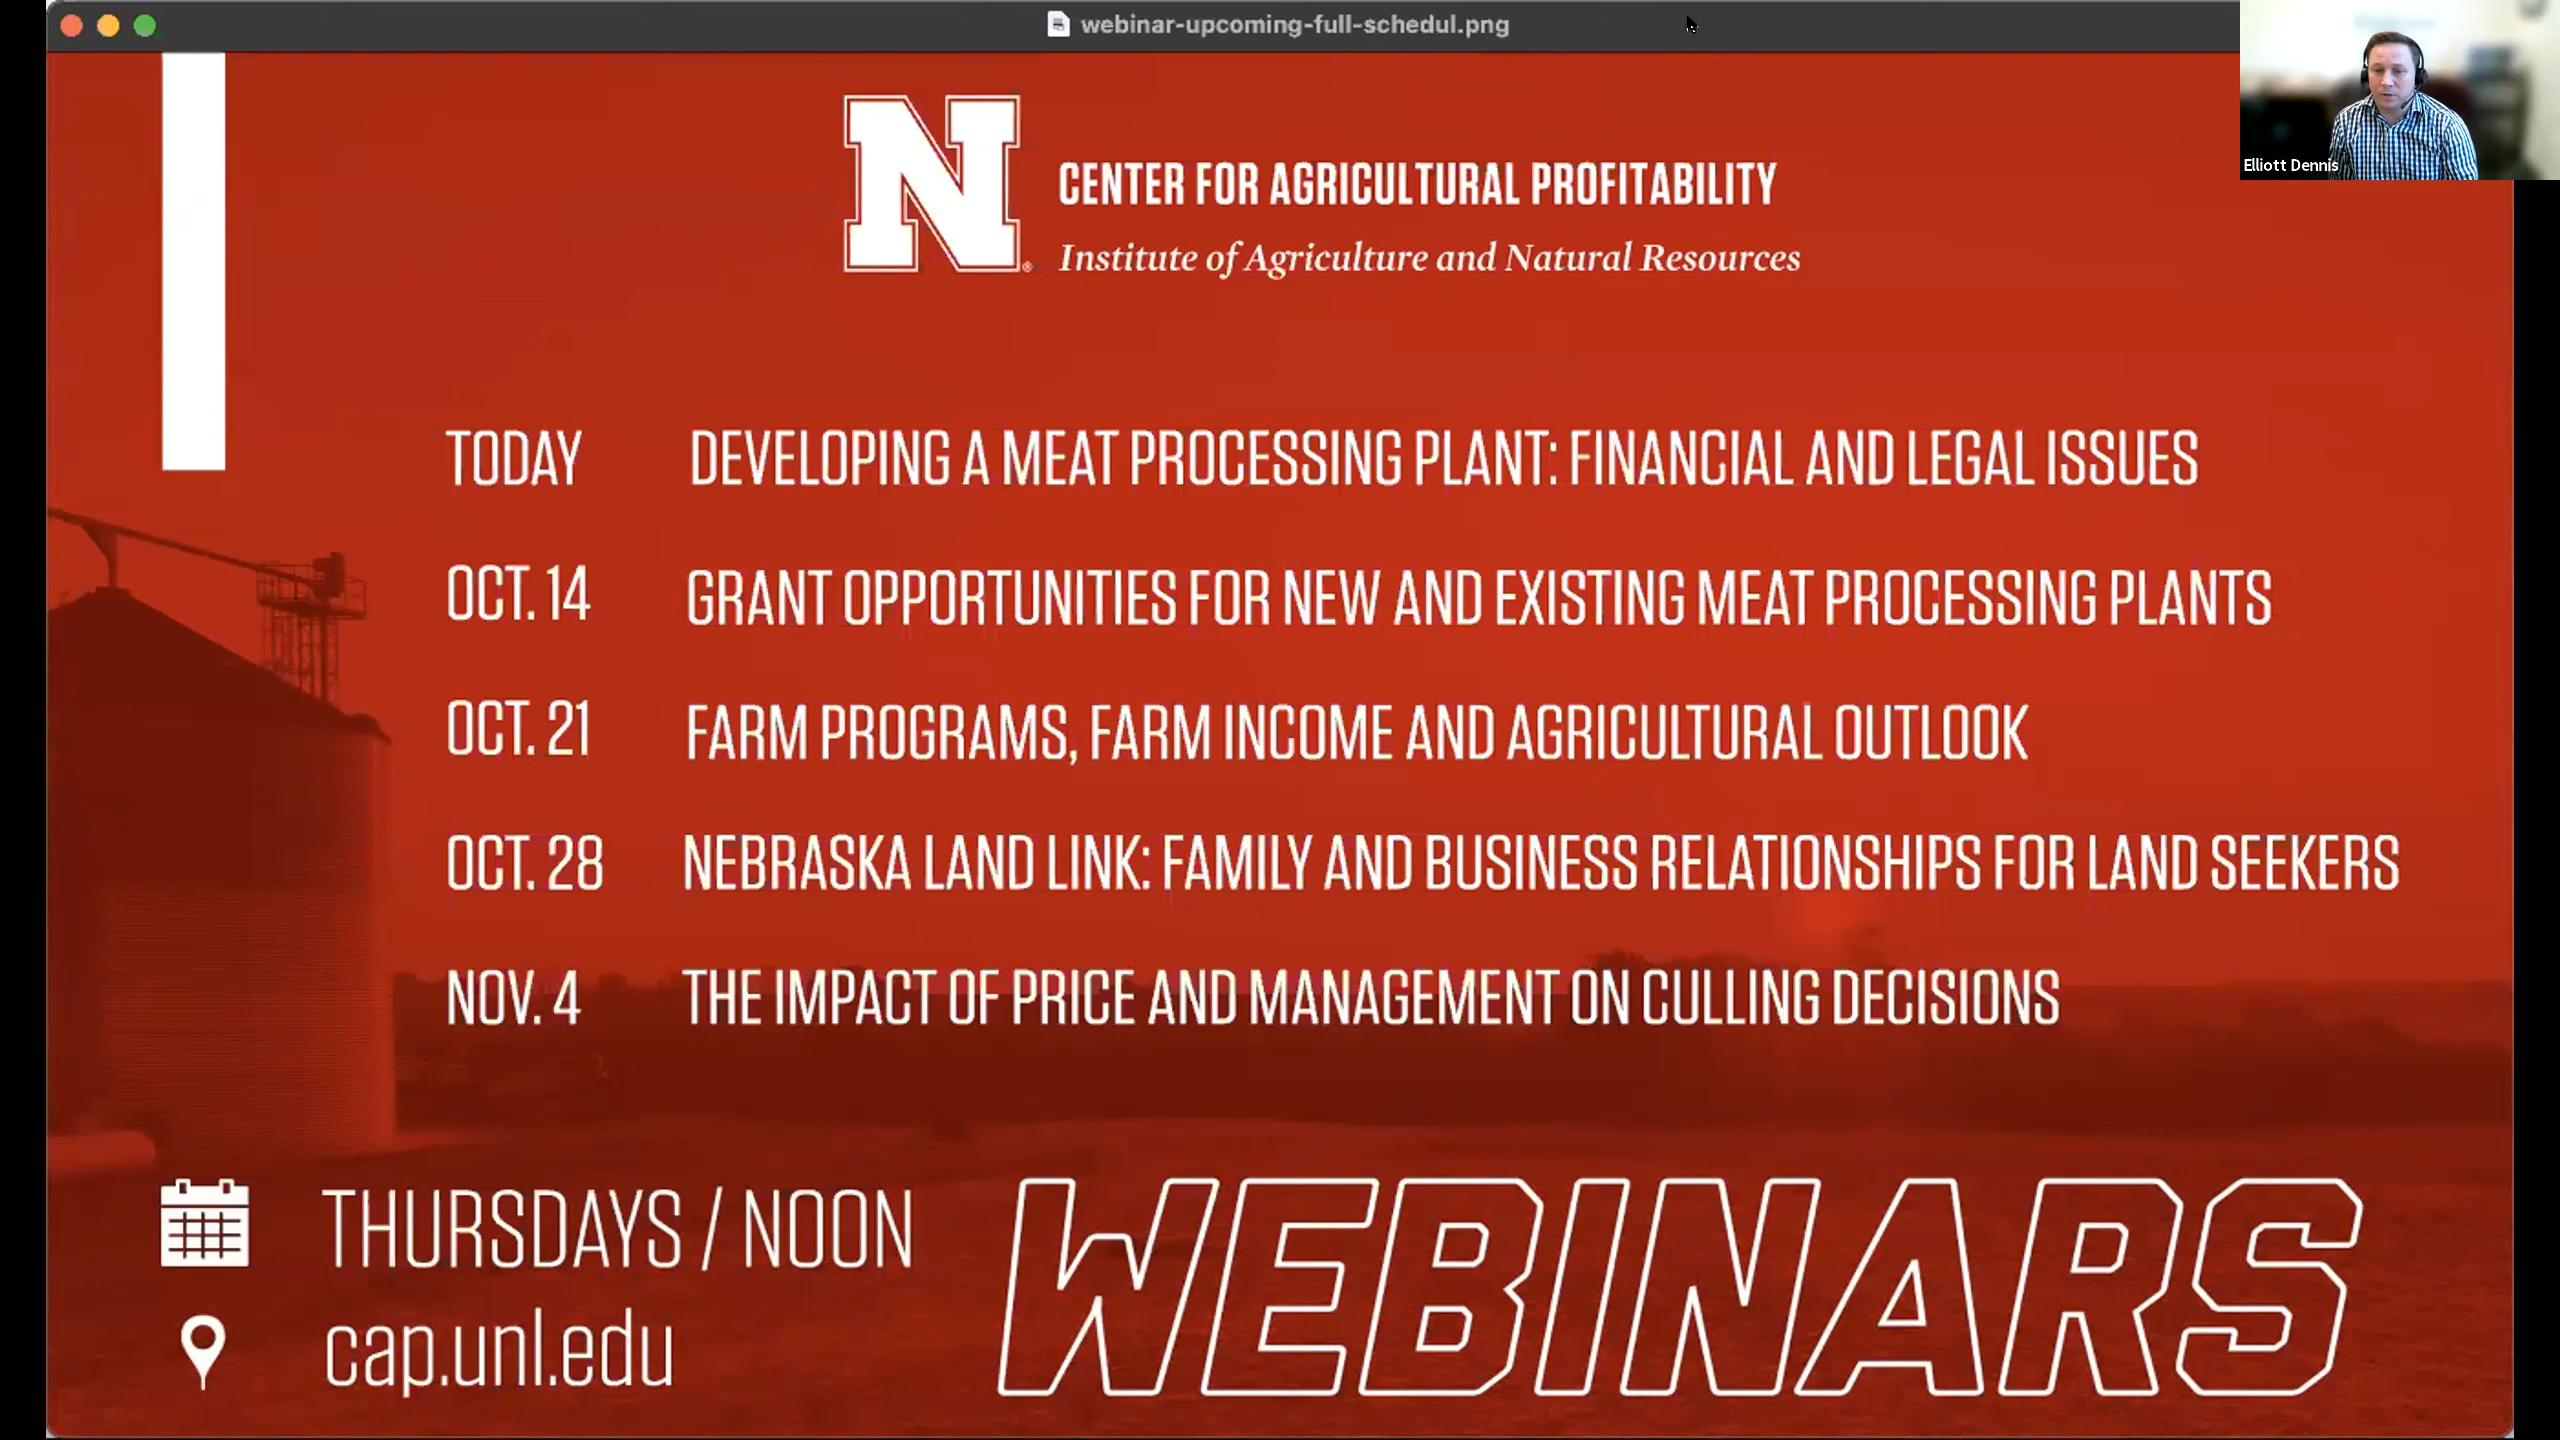 webinar-upcoming-full-schedul.png
Elliott Dennis
N
CENTER FOR AGRICULTURAL PROFITABILITY
Institute of Agriculture and Natural Resources
TODAY DEVELOPING A MEAT PROCESSING PLANT: FINANCIAL AND LEGAL ISSUES
OCT. 14 GRANT OPPORTUNITIES FOR NEW AND EXISTING MEAT PROCESSING PLANTS
OCT. 21 FARM PROGRAMS, FARM INCOME AND AGRICULTURAL OUTLOOK
OCT. 28 NEBRASKA LAND LINK: FAMILY AND BUSINESS RELATIONSHIPS FOR LAND SEEKERS
NOV. 4 THE IMPACT OF PRICE AND MANAGEMENT ON CULLING DECISIONS
THURSDAYS / NOON
cap.unl.edu
WEBINARS